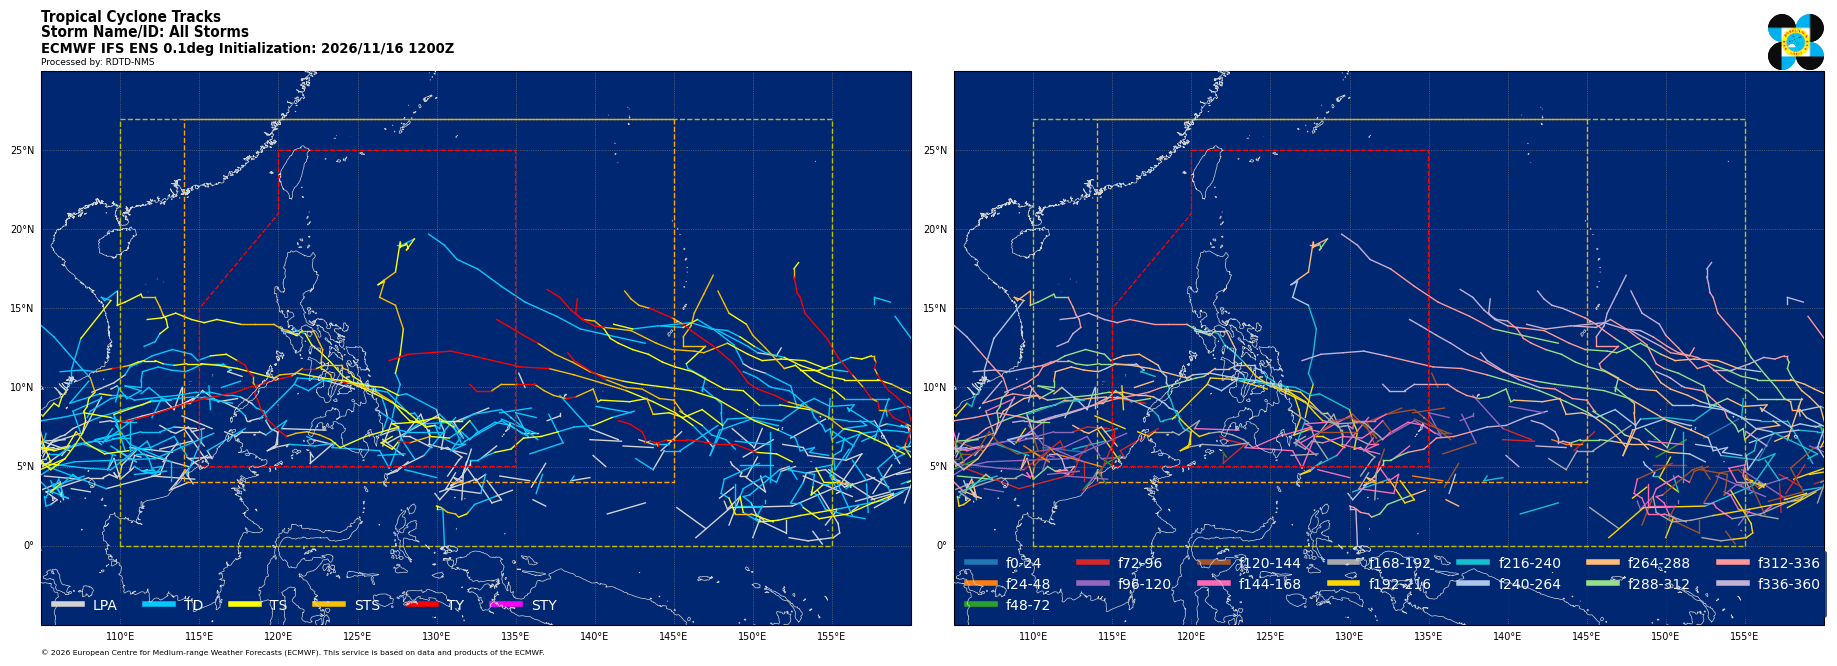 Tropical Cyclone Tracks
Storm Name/ID: All Storms
ECMWF IFS ENS 0.1deg Initialization: 2026/11/16 1200Z
Processed by: RDTD-NMS
25°N 25°N
20°N 20°N
15°N 15°N
10°N 10°N
5°N 5°N
0° 0°
LPA TD TS STS TY STY
f0-24 f72-96 f120-144 f168-192 f216-240 f264-288 f312-336
f24-48 f96-120 f144-168 f192-216 f240-264 f288-312 f336-360
f48-72
110°E 115°E 120°E 125°E 130°E 135°E 140°E 145°E 150°E 155°E 110°E 115°E 120°E 125°E 130°E 135°E 140°E 145°E 150°E 155°E
© 2026 European Centre for Medium-range Weather Forecasts (ECMWF). This service is based on data and products of the ECMWF.